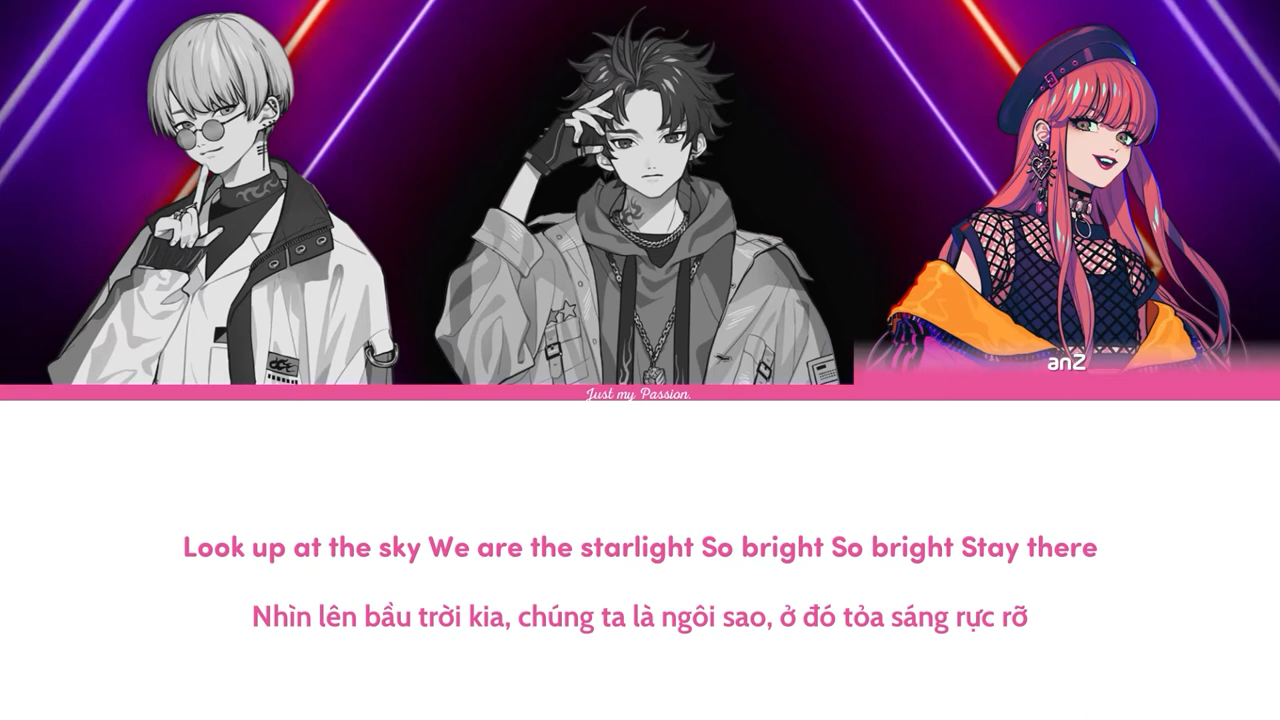 anZ
Just my Passion.
Look up at the sky We are the starlight So bright So bright Stay there
Nhìn lên bầu trời kia, chúng ta là ngôi sao, ở đó tỏa sáng rực rỡ